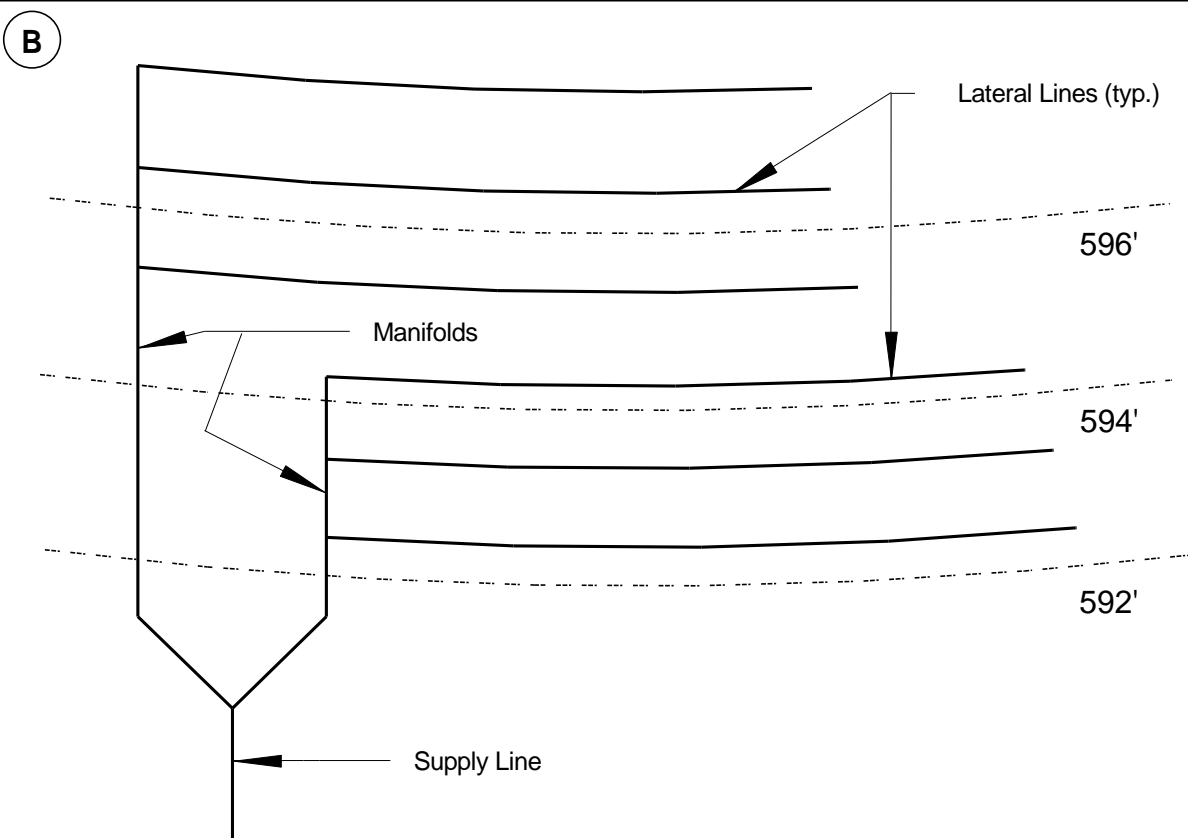 B
Lateral Lines (typ.)
596'
Manifolds
594'
592'
Supply Line